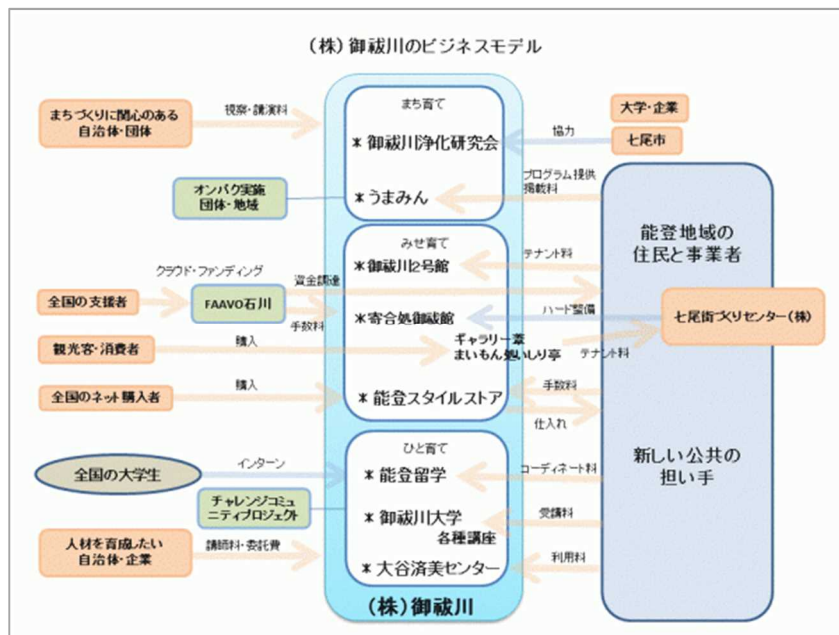 (株)御祓川のビジネスモデル
まちづくりに関心のある
自治体・団体
視察・講演料
まち育て
* 御祓川浄化研究会
* うまみん
オンパク実施
団体・地域
大学・企業
七尾市
協力
プログラム提供
掲載料
能登地域の
住民と事業者
みせ育て
* 御祓川2号館
テナント料
クラウド・ファンディング
資金調達
全国の支援者
FAAVO石川
手数料
* 寄合処御祓館
ハード整備
七尾街づくりセンター(株)
観光客・消費者
購入
ギャラリー葦
まいもん処いしり亭
テナント料
全国のネット購入者
購入
* 能登スタイルストア
手数料
仕入れ
ひと育て
全国の大学生
インターン
* 能登留学
コーディネート料
新しい公共の
担い手
チャレンジコミュ
ニティプロジェクト
* 御祓川大学
各種講座
受講料
人材を育成したい
自治体・企業
講師料・委託費
* 大谷済美センター
利用料
(株)御祓川